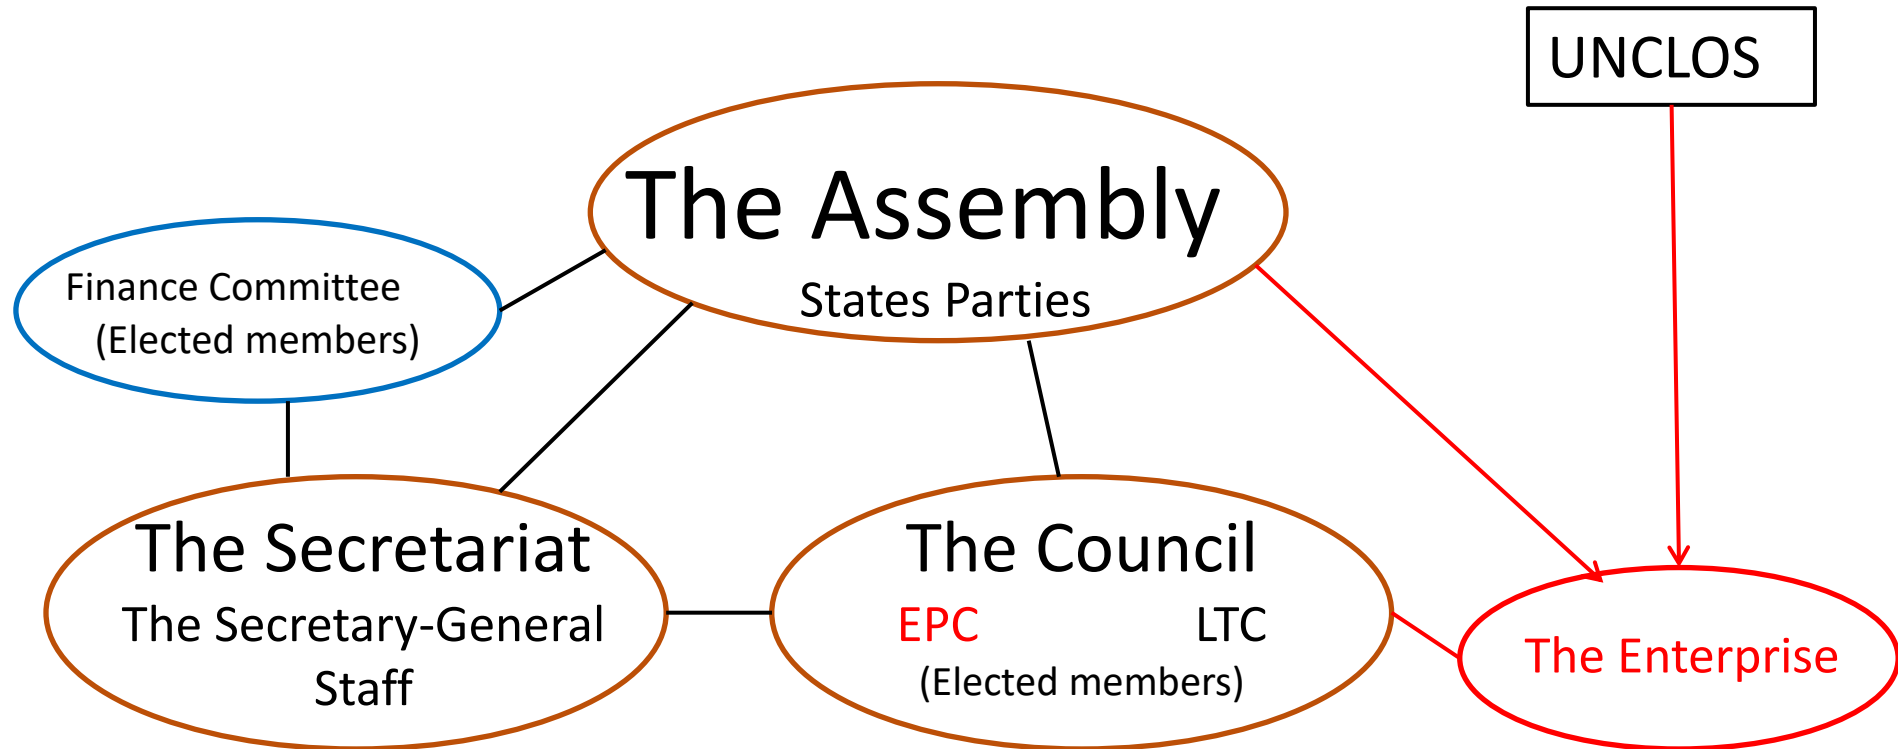 UNCLOS
The Assembly
States Parties
Finance Committee
(Elected members)
The Secretariat
The Secretary-General
Staff
The Council
EPC LTC
(Elected members)
The Enterprise